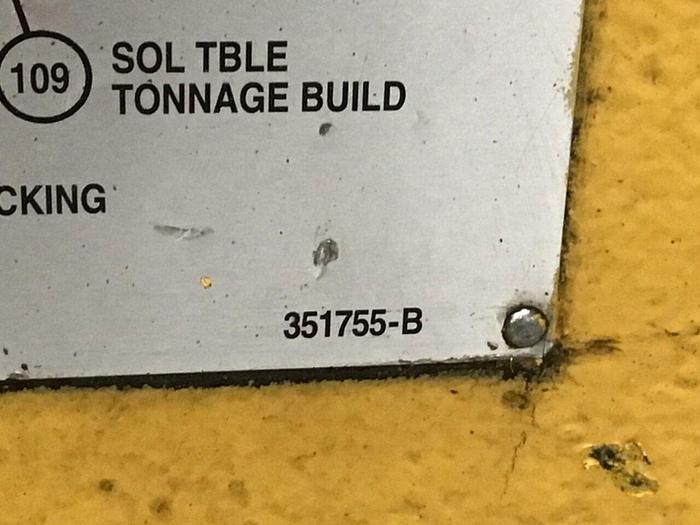 109 SOL TBLE
TONNAGE BUILD
CKING
351755-B